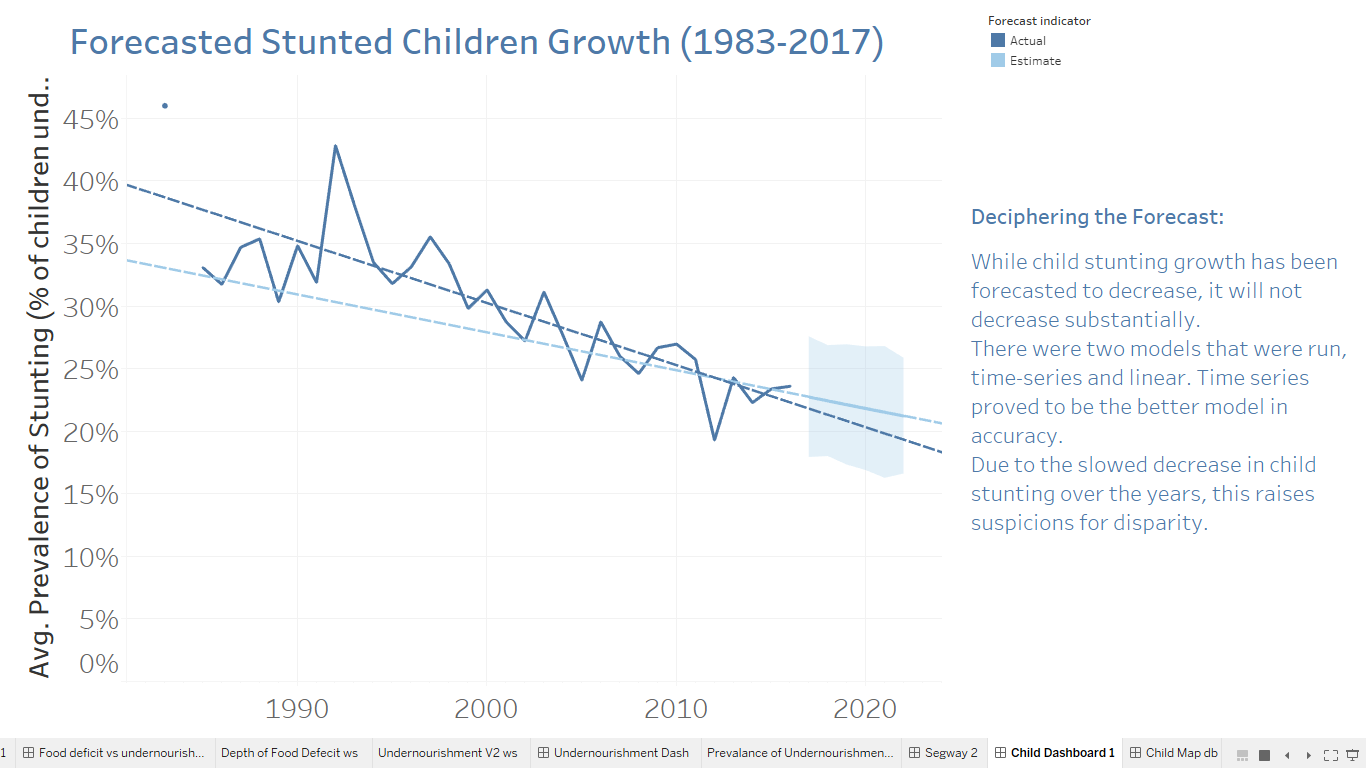 Forecasted Stunted Children Growth (1983-2017)
Forecast indicator
Actual
Estimate
Avg. Prevalence of Stunting (% of children und..
45%
40%
35%
30%
25%
20%
15%
10%
5%
0%
1990
2000
2010
2020
Deciphering the Forecast:
While child stunting growth has been
forecasted to decrease, it will not
decrease substantially.
There were two models that were run,
time-series and linear. Time series
proved to be the better model in
accuracy.
Due to the slowed decrease in child
stunting over the years, this raises
suspicions for disparity.
1
Food deficit vs undernourish...
Depth of Food Defecit ws
Undernourishment V2 ws
Undernourishment Dash
Prevalance of Undernourishmen...
Segway 2
Child Dashboard 1
Child Map db